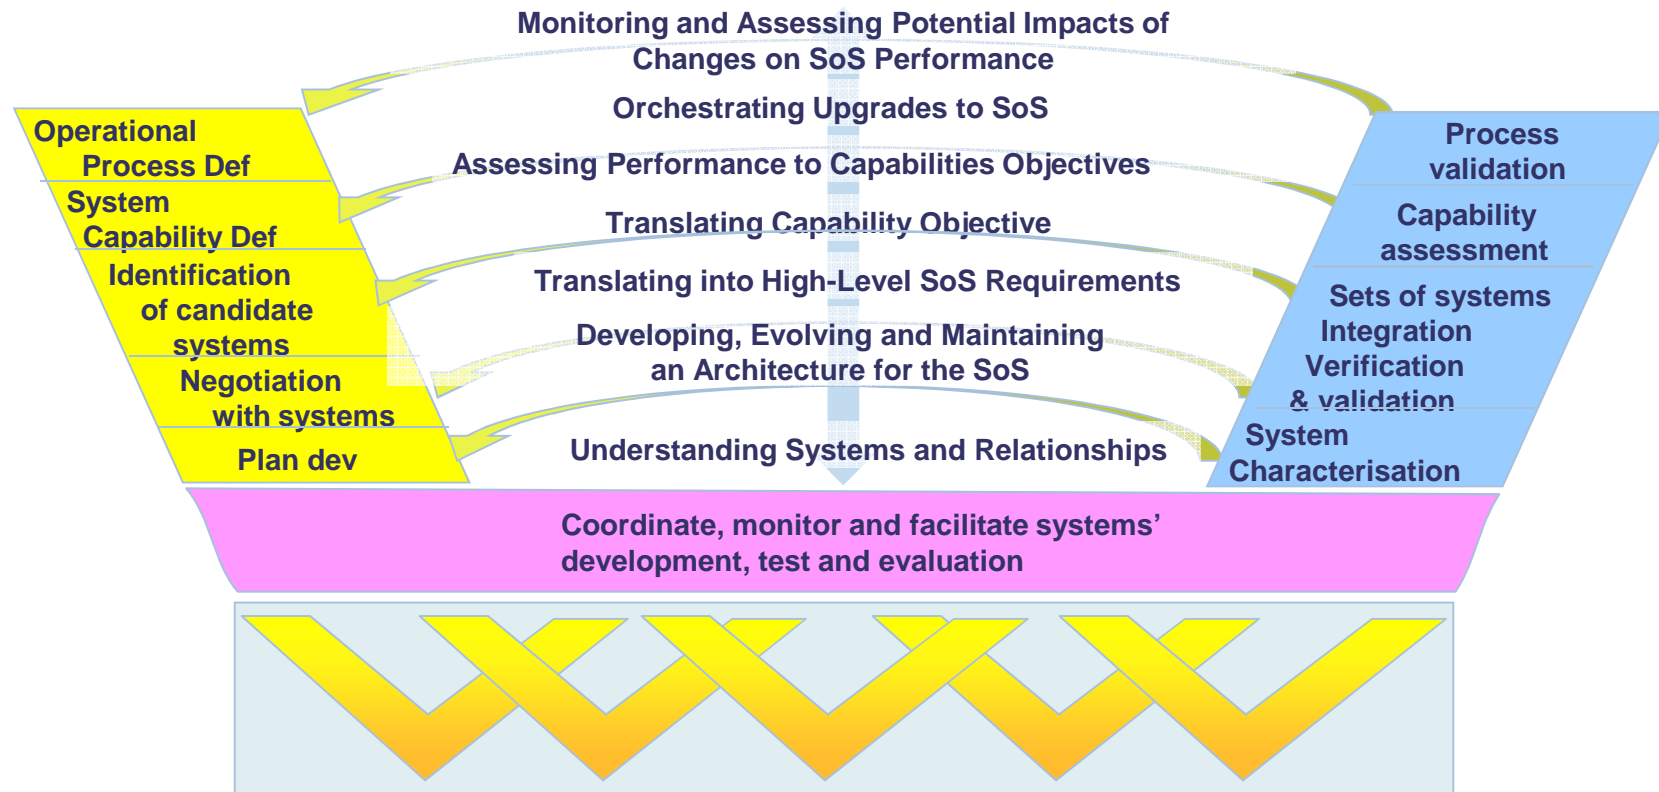 Monitoring and Assessing Potential Impacts of
Changes on SoS Performance
Orchestrating Upgrades to SoS
Assessing Performance to Capabilities Objectives
Translating Capability Objective
Translating into High-Level SoS Requirements
Developing, Evolving and Maintaining
an Architecture for the SoS
Understanding Systems and Relationships
Operational
Process Def
System
Capability Def
Identification
of candidate
systems
Negotiation
with systems
Plan dev
Process
validation
Capability
assessment
Sets of systems
Integration
Verification
& validation
System
Characterisation
Coordinate, monitor and facilitate systems’
development, test and evaluation